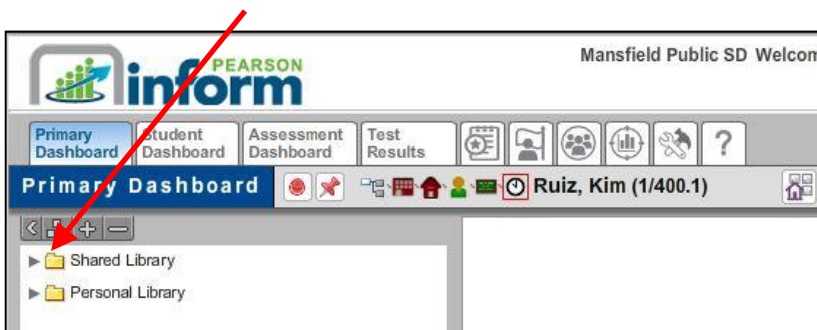 PEARSON
inform
Mansfield Public SD Welcom
Primary Dashboard
Student Dashboard
Assessment Dashboard
Test Results
?
Primary Dashboard
Ruiz, Kim (1/400.1)
Shared Library
Personal Library